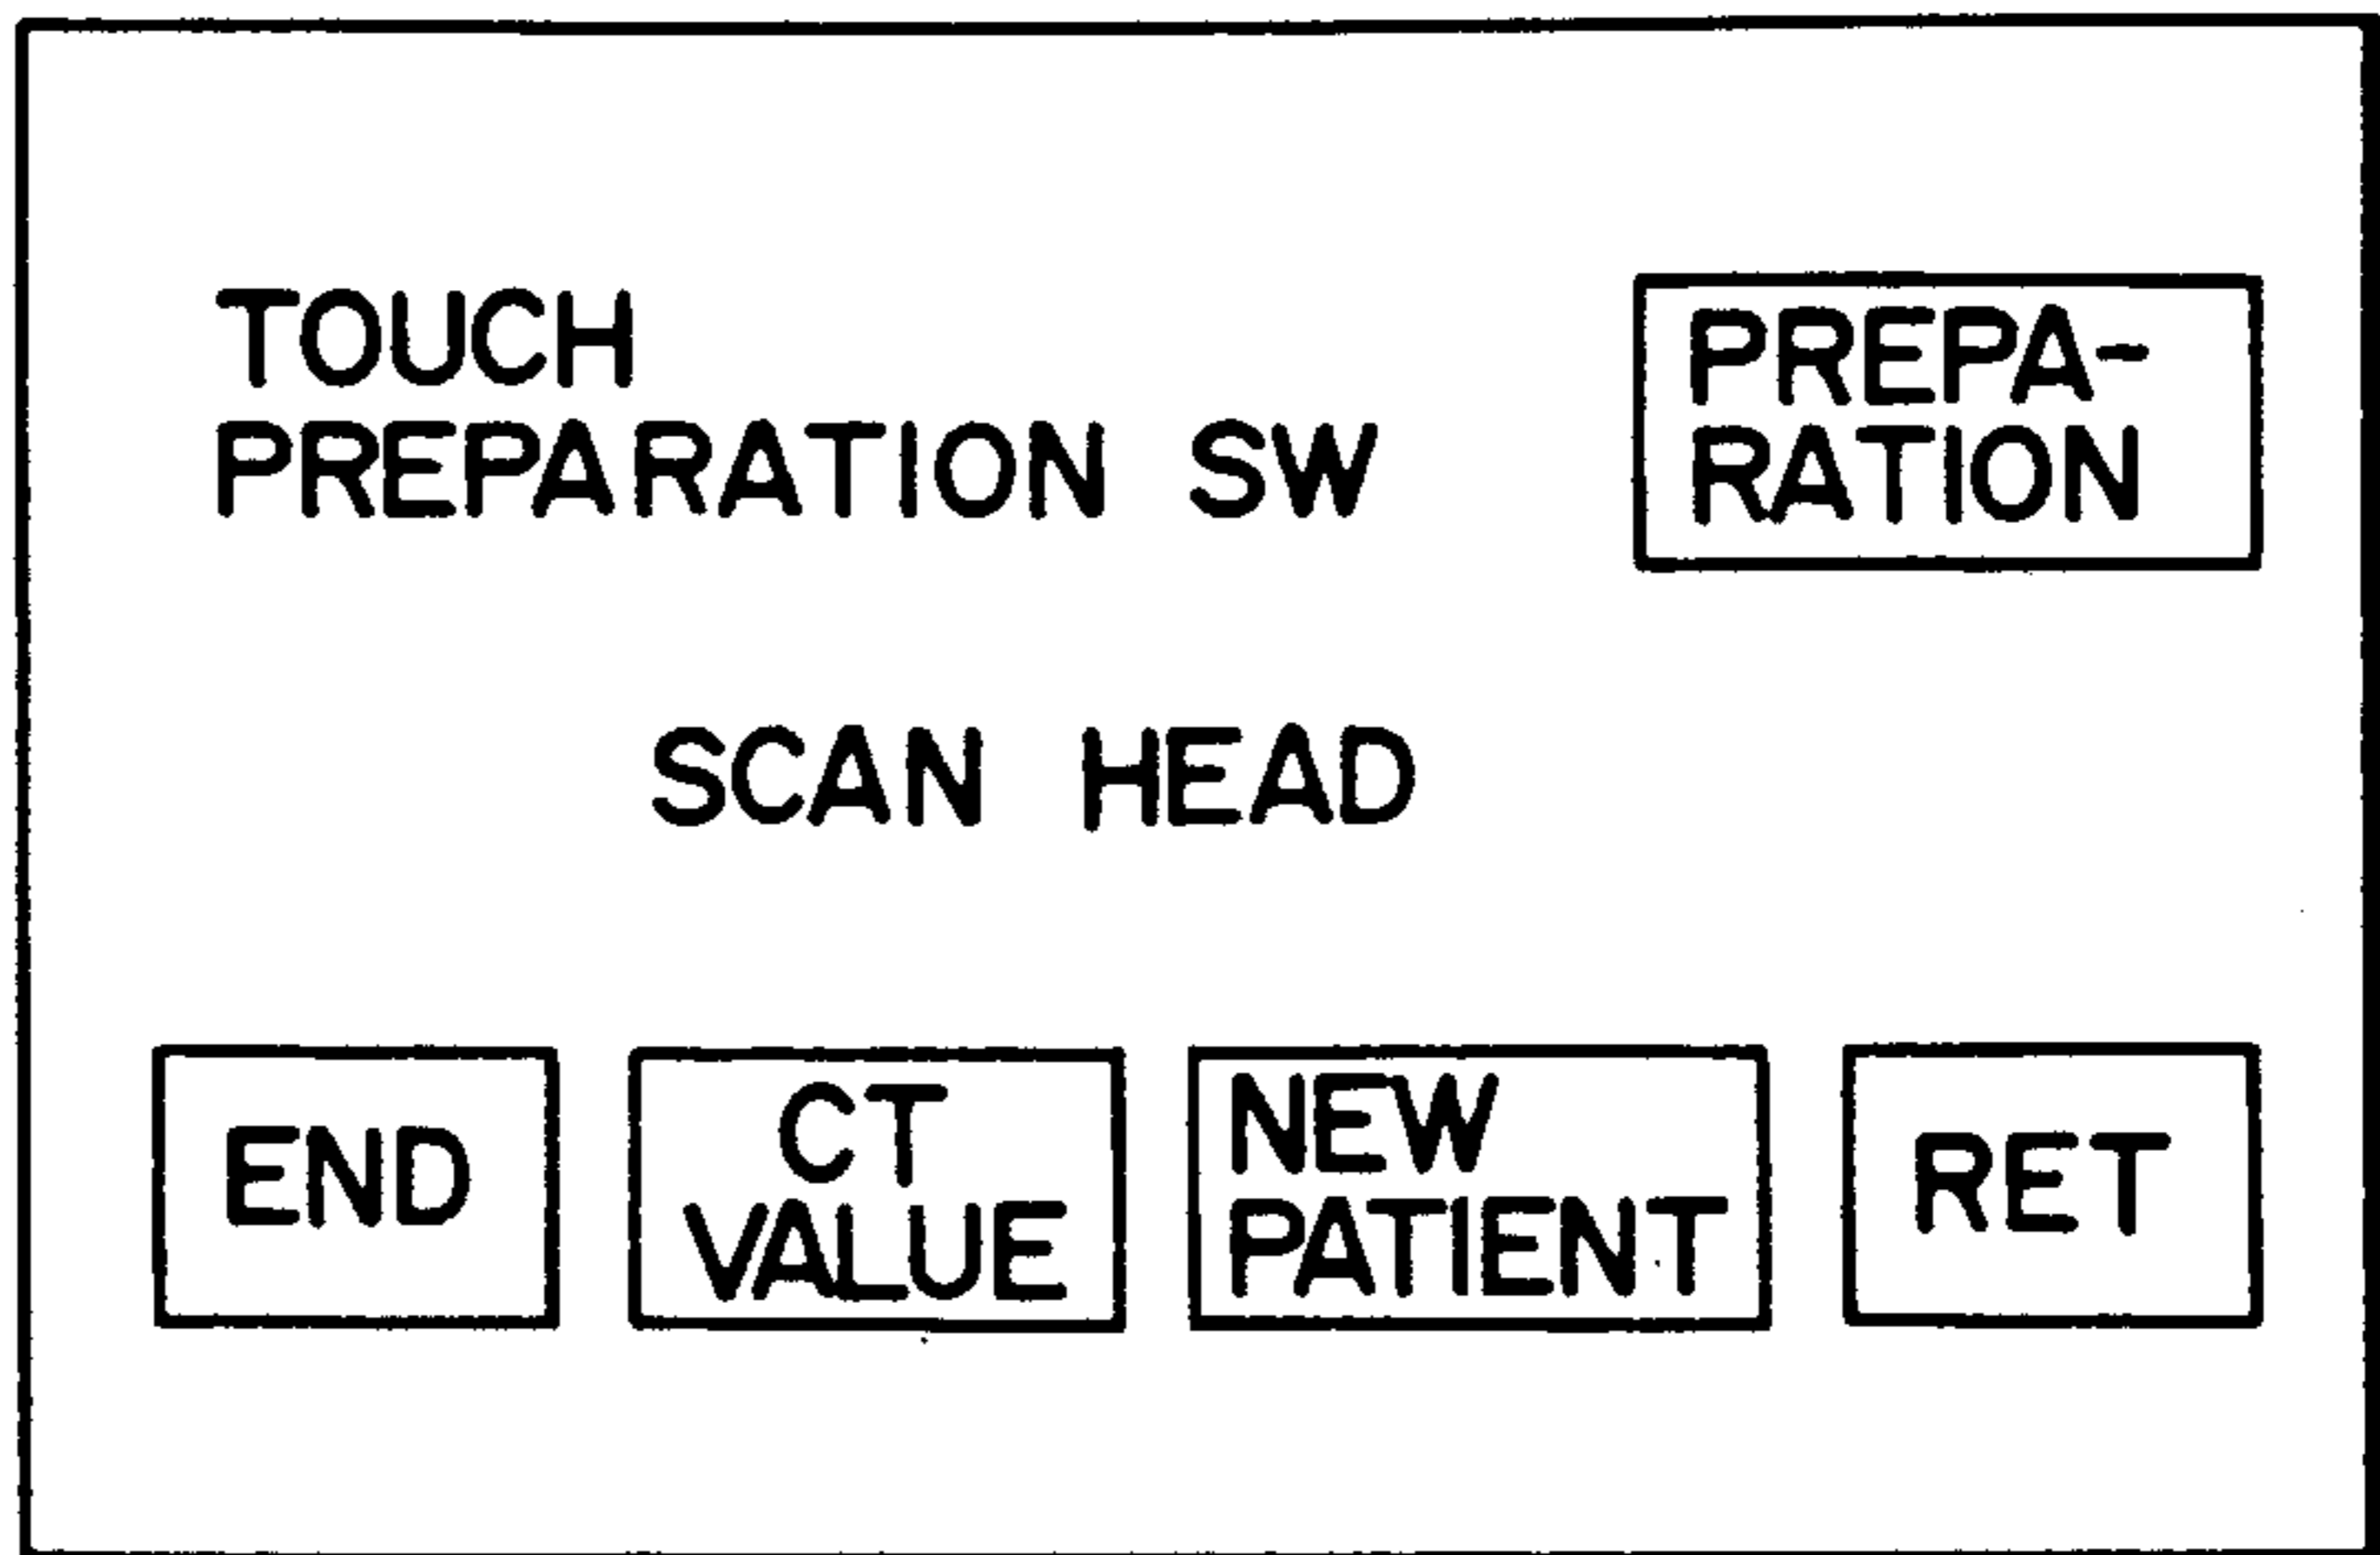 TOUCH
PREPARATION SW
PREPA-
RATION
SCAN HEAD
END
CT
VALUE
NEW
PATIENT
RET